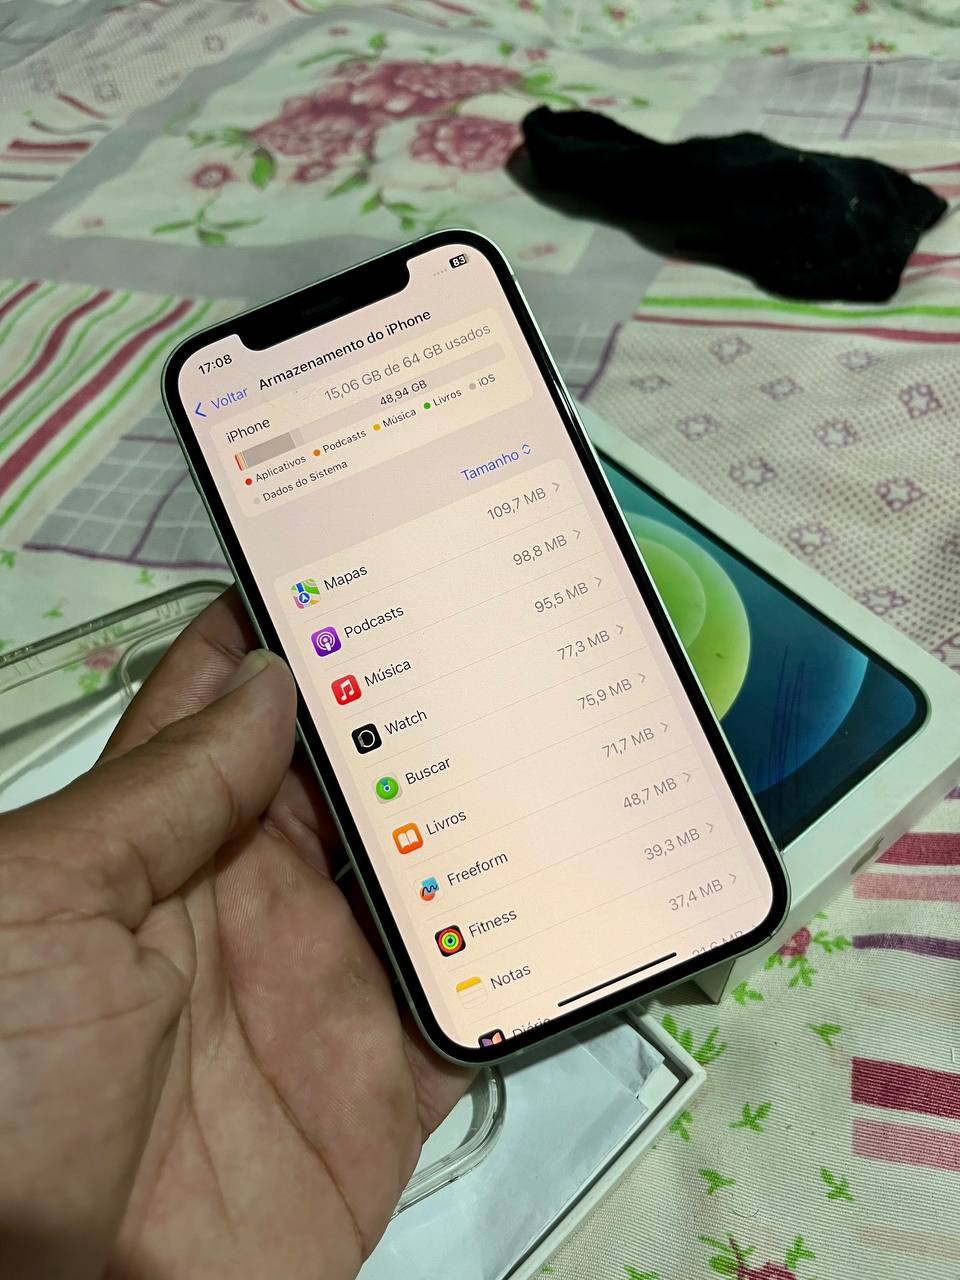 17:08
83
Voltar
Armazenamento do iPhone
iPhone
15,06 GB de 64 GB usados
48,94 GB
Aplicativos
Podcasts
Música
Livros
iOS
Dados do Sistema
Tamanho
109,7 MB
Mapas
98,8 MB
Podcasts
95,5 MB
Música
77,3 MB
Watch
75,9 MB
Buscar
71,7 MB
Livros
48,7 MB
Freeform
39,3 MB
Fitness
37,4 MB
Notas
Diário